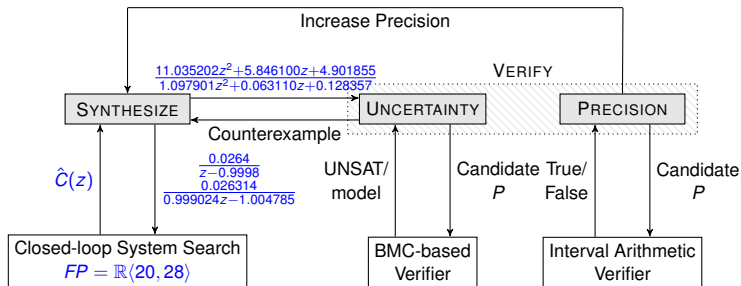 Increase Precision
11.035202z²+5.846100z+4.901855
1.097901z²+0.063110z+0.128357
VERIFY
SYNTHESIZE
UNCERTAINTY
PRECISION
Counterexample
Ĉ(z)
0.0264
z−0.9998
0.026314
0.999024z−1.004785
UNSAT/
model
Candidate
P
True/
False
Candidate
P
Closed-loop System Search
FP = ℝ⟨20, 28⟩
BMC-based
Verifier
Interval Arithmetic
Verifier